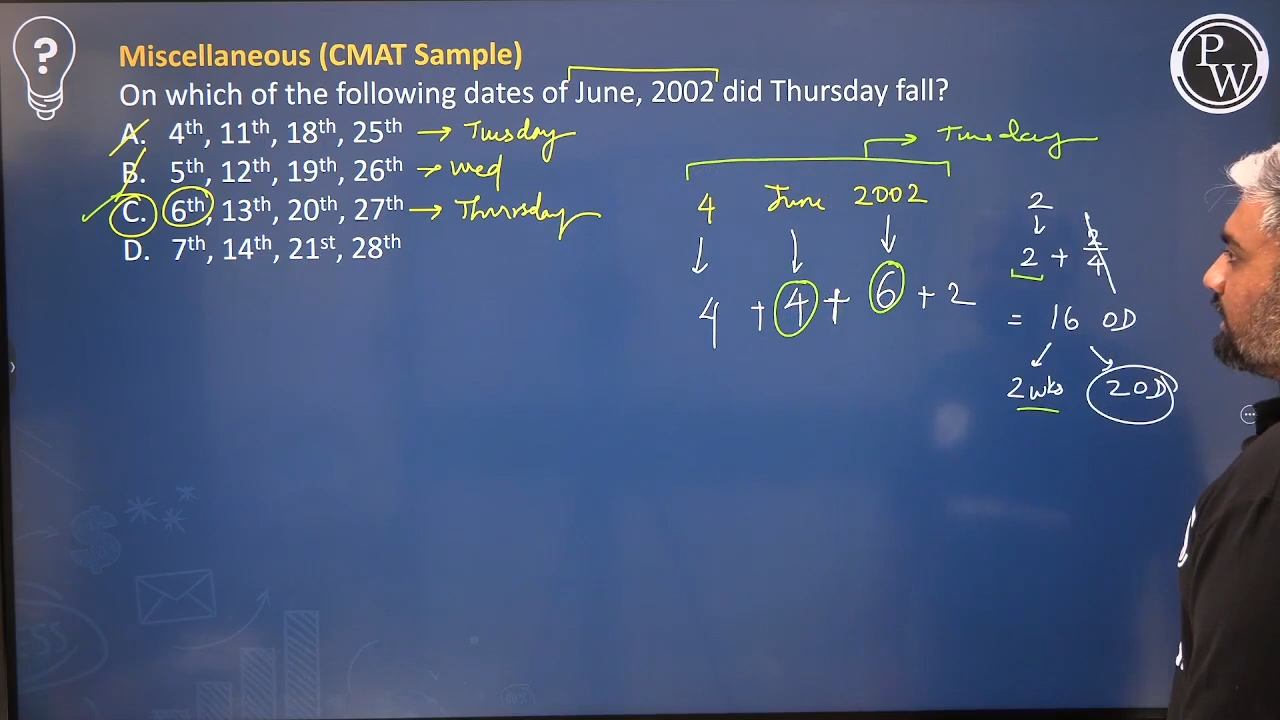 ?
Miscellaneous (CMAT Sample)
On which of the following dates of June, 2002 did Thursday fall?
A. 4th, 11th, 18th, 25th → Tuesday
B. 5th, 12th, 19th, 26th → Wed
C. 6th, 13th, 20th, 27th → Thursday
D. 7th, 14th, 21st, 28th
PW
→ Tuesday
4 June 2002
4 + 4 + 6 + 2
2
2 + 2/4
= 16 OD
2 wks 2 OD